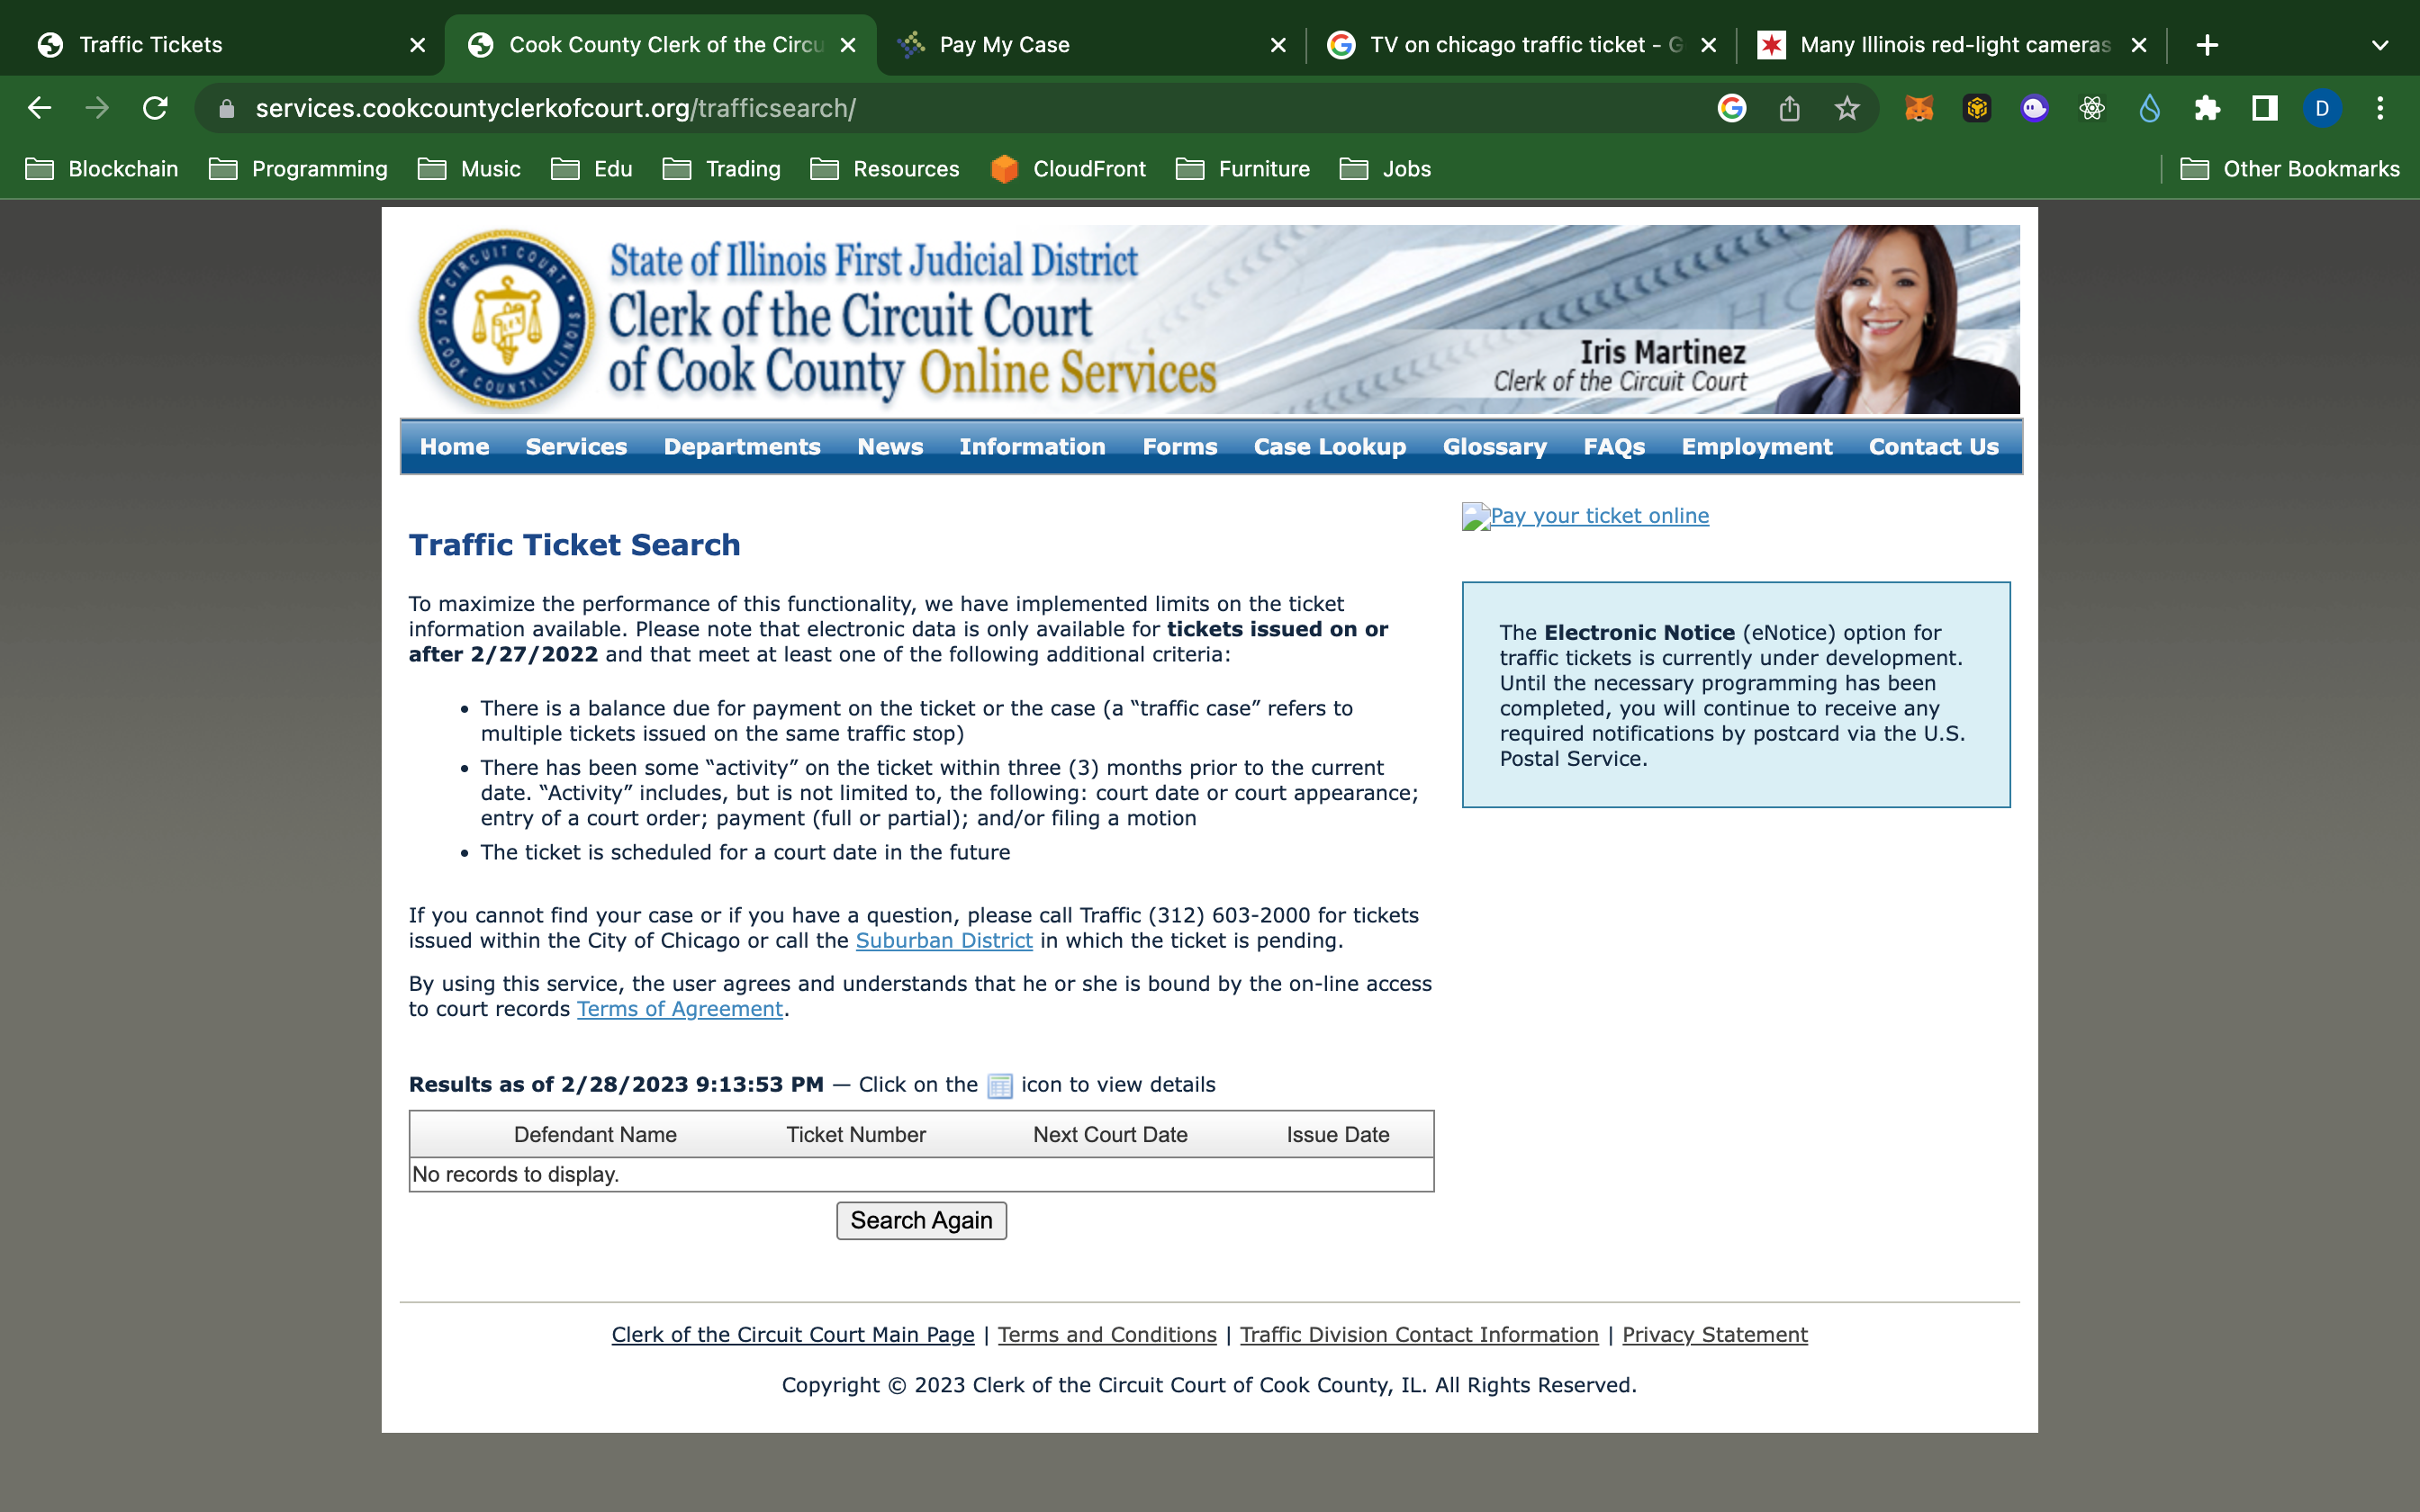 Traffic Tickets
Cook County Clerk of the Circu
Pay My Case
TV on chicago traffic ticket - G
Many Illinois red-light cameras
services.cookcountyclerkofcourt.org/trafficsearch/
D
Blockchain
Programming
Music
Edu
Trading
Resources
CloudFront
Furniture
Jobs
Other Bookmarks
CIRCUIT COURT
OF COOK COUNTY, ILLINOIS
State of Illinois First Judicial District
Clerk of the Circuit Court
of Cook County Online Services
Iris Martinez
Clerk of the Circuit Court
Home Services Departments News Information Forms Case Lookup Glossary FAQs Employment Contact Us
Pay your ticket online
Traffic Ticket Search
To maximize the performance of this functionality, we have implemented limits on the ticket
information available. Please note that electronic data is only available for tickets issued on or
after 2/27/2022 and that meet at least one of the following additional criteria:
• There is a balance due for payment on the ticket or the case (a “traffic case” refers to
multiple tickets issued on the same traffic stop)
• There has been some “activity” on the ticket within three (3) months prior to the current
date. “Activity” includes, but is not limited to, the following: court date or court appearance;
entry of a court order; payment (full or partial); and/or filing a motion
• The ticket is scheduled for a court date in the future
If you cannot find your case or if you have a question, please call Traffic (312) 603-2000 for tickets
issued within the City of Chicago or call the Suburban District in which the ticket is pending.
By using this service, the user agrees and understands that he or she is bound by the on-line access
to court records Terms of Agreement.
The Electronic Notice (eNotice) option for
traffic tickets is currently under development.
Until the necessary programming has been
completed, you will continue to receive any
required notifications by postcard via the U.S.
Postal Service.
Results as of 2/28/2023 9:13:53 PM — Click on the icon to view details
Defendant Name Ticket Number Next Court Date Issue Date
No records to display.
Search Again
Clerk of the Circuit Court Main Page | Terms and Conditions | Traffic Division Contact Information | Privacy Statement
Copyright © 2023 Clerk of the Circuit Court of Cook County, IL. All Rights Reserved.